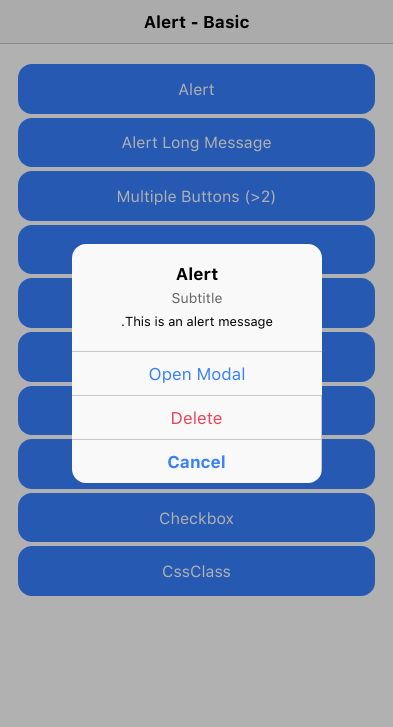 Alert - Basic
Alert
Alert Long Message
Multiple Buttons (>2)
Alert
Subtitle
.This is an alert message
Open Modal
Delete
Cancel
Checkbox
CssClass